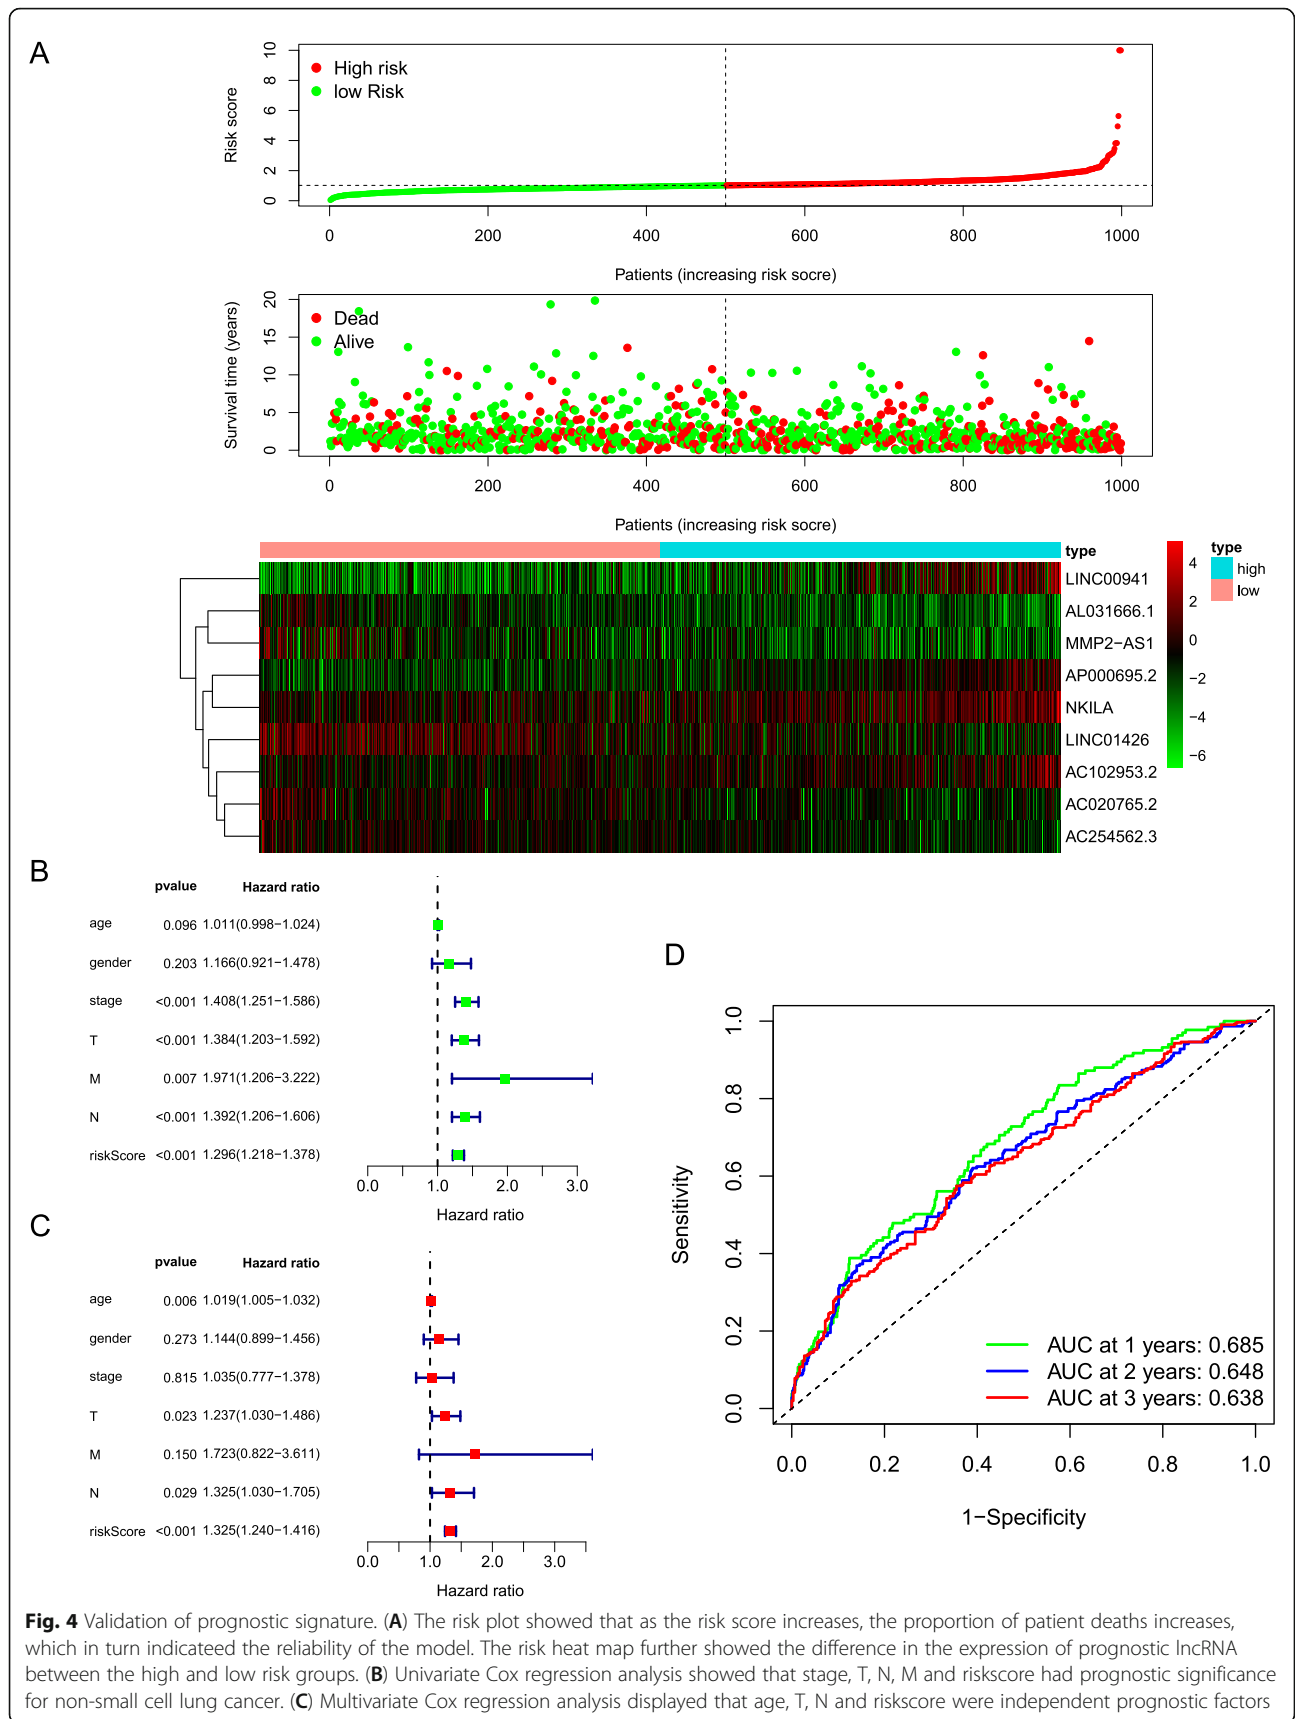 A
Risk score
10
8
6
4
2
0
High risk
low Risk
0 200 400 600 800 1000
Patients (increasing risk socre)
Survival time (years)
20
15
10
5
0
Dead
Alive
0 200 400 600 800 1000
Patients (increasing risk socre)
type
LINC00941
AL031666.1
MMP2−AS1
AP000695.2
NKILA
LINC01426
AC102953.2
AC020765.2
AC254562.3
4
2
0
−2
−4
−6
type
high
low
B
pvalue Hazard ratio
age 0.096 1.011(0.998−1.024)
gender 0.203 1.166(0.921−1.478)
stage <0.001 1.408(1.251−1.586)
T <0.001 1.384(1.203−1.592)
M 0.007 1.971(1.206−3.222)
N <0.001 1.392(1.206−1.606)
riskScore <0.001 1.296(1.218−1.378)
0.0 1.0 2.0 3.0
Hazard ratio
C
pvalue Hazard ratio
age 0.006 1.019(1.005−1.032)
gender 0.273 1.144(0.899−1.456)
stage 0.815 1.035(0.777−1.378)
T 0.023 1.237(1.030−1.486)
M 0.150 1.723(0.822−3.611)
N 0.029 1.325(1.030−1.705)
riskScore <0.001 1.325(1.240−1.416)
0.0 1.0 2.0 3.0
Hazard ratio
D
Sensitivity
1.0
0.8
0.6
0.4
0.2
0.0
AUC at 1 years: 0.685
AUC at 2 years: 0.648
AUC at 3 years: 0.638
0.0 0.2 0.4 0.6 0.8 1.0
1−Specificity
Fig. 4 Validation of prognostic signature. (A) The risk plot showed that as the risk score increases, the proportion of patient deaths increases,
which in turn indicateed the reliability of the model. The risk heat map further showed the difference in the expression of prognostic lncRNA
between the high and low risk groups. (B) Univariate Cox regression analysis showed that stage, T, N, M and riskscore had prognostic significance
for non-small cell lung cancer. (C) Multivariate Cox regression analysis displayed that age, T, N and riskscore were independent prognostic factors